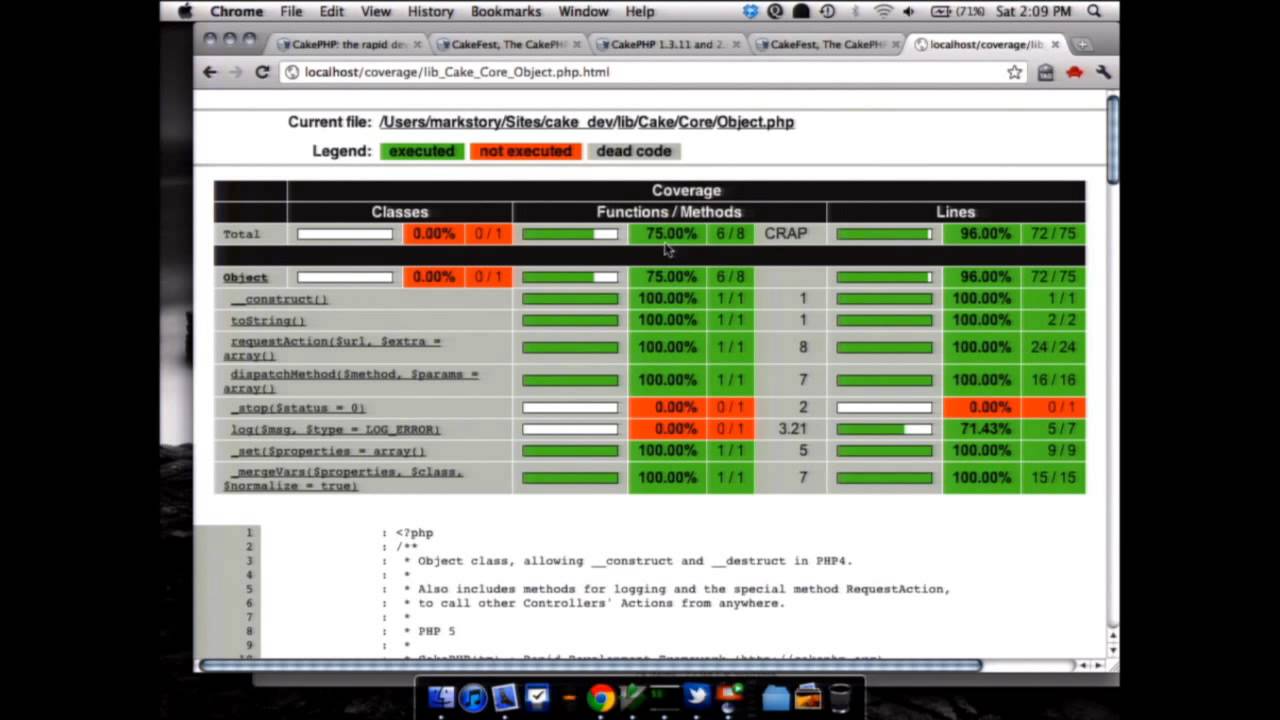 Chrome File Edit View History Bookmarks Window Help (71%) Sat 2:09 PM
CakePHP: the rapid de CakeFest, The CakePH CakePHP 1.3.11 and 2. CakeFest, The CakePH localhost/coverage/lib_
localhost/coverage/lib_Cake_Core_Object.php.html
Current file: /Users/markstory/Sites/cake_dev/lib/Cake/Core/Object.php
Legend: executed not executed dead code
Coverage
Classes Functions / Methods Lines
Total 0.00% 0 / 1 75.00% 6 / 8 CRAP 96.00% 72 / 75
Object 0.00% 0 / 1 75.00% 6 / 8 96.00% 72 / 75
__construct() 100.00% 1 / 1 1 100.00% 1 / 1
toString() 100.00% 1 / 1 1 100.00% 2 / 2
requestAction($url, $extra =
array() 100.00% 1 / 1 8 100.00% 24 / 24
dispatchMethod($method, $params =
array() 100.00% 1 / 1 7 100.00% 16 / 16
_stop($status = 0) 0.00% 0 / 1 2 0.00% 0 / 1
log($msg, $type = LOG_ERROR) 0.00% 0 / 1 3.21 71.43% 5 / 7
_set($properties = array() 100.00% 1 / 1 5 100.00% 9 / 9
_mergeVars($properties, $class,
$normalize = true) 100.00% 1 / 1 7 100.00% 15 / 15
1 : <?php
2 : /**
3 : * Object class, allowing __construct and __destruct in PHP4.
4 : *
5 : * Also includes methods for logging and the special method RequestAction,
6 : * to call other Controllers' Actions from anywhere.
7 : *
8 : * PHP 5
9 : *